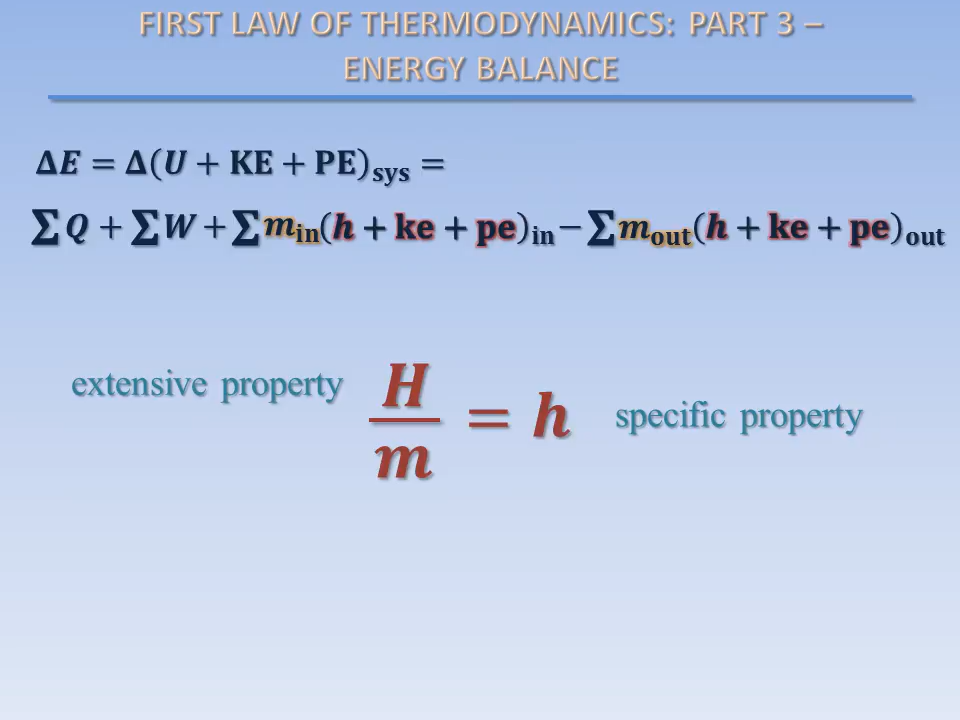 FIRST LAW OF THERMODYNAMICS: PART 3 –
ENERGY BALANCE
𝚫𝑬 = 𝚫(𝑼 + 𝐊𝐄 + 𝐏𝐄)sys =
∑ 𝑸 + ∑ 𝑾 + ∑ 𝒎in(𝒉 + 𝐤𝐞 + 𝐩𝐞)in − ∑ 𝒎out(𝒉 + 𝐤𝐞 + 𝐩𝐞)out
extensive property
H/m = h
specific property